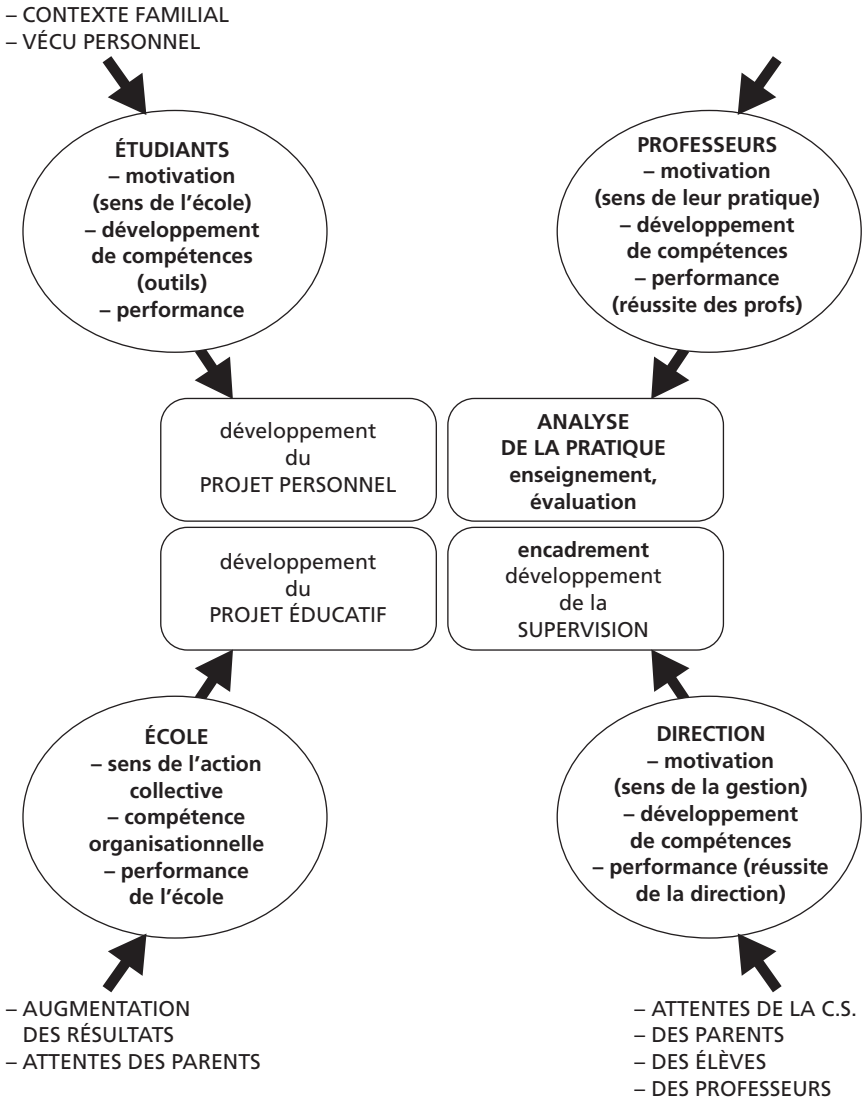 – CONTEXTE FAMILIAL
– VÉCU PERSONNEL
ÉTUDIANTS
– motivation
(sens de l’école)
– développement
de compétences
(outils)
– performance
PROFESSEURS
– motivation
(sens de leur pratique)
– développement
de compétences
– performance
(réussite des profs)
développement
du
PROJET PERSONNEL
ANALYSE
DE LA PRATIQUE
enseignement,
évaluation
développement
du
PROJET ÉDUCATIF
encadrement
développement
de la
SUPERVISION
ÉCOLE
– sens de l’action
collective
– compétence
organisationnelle
– performance
de l’école
DIRECTION
– motivation
(sens de la gestion)
– développement
de compétences
– performance (réussite
de la direction)
– AUGMENTATION
DES RÉSULTATS
– ATTENTES DES PARENTS
– ATTENTES DE LA C.S.
– DES PARENTS
– DES ÉLÈVES
– DES PROFESSEURS